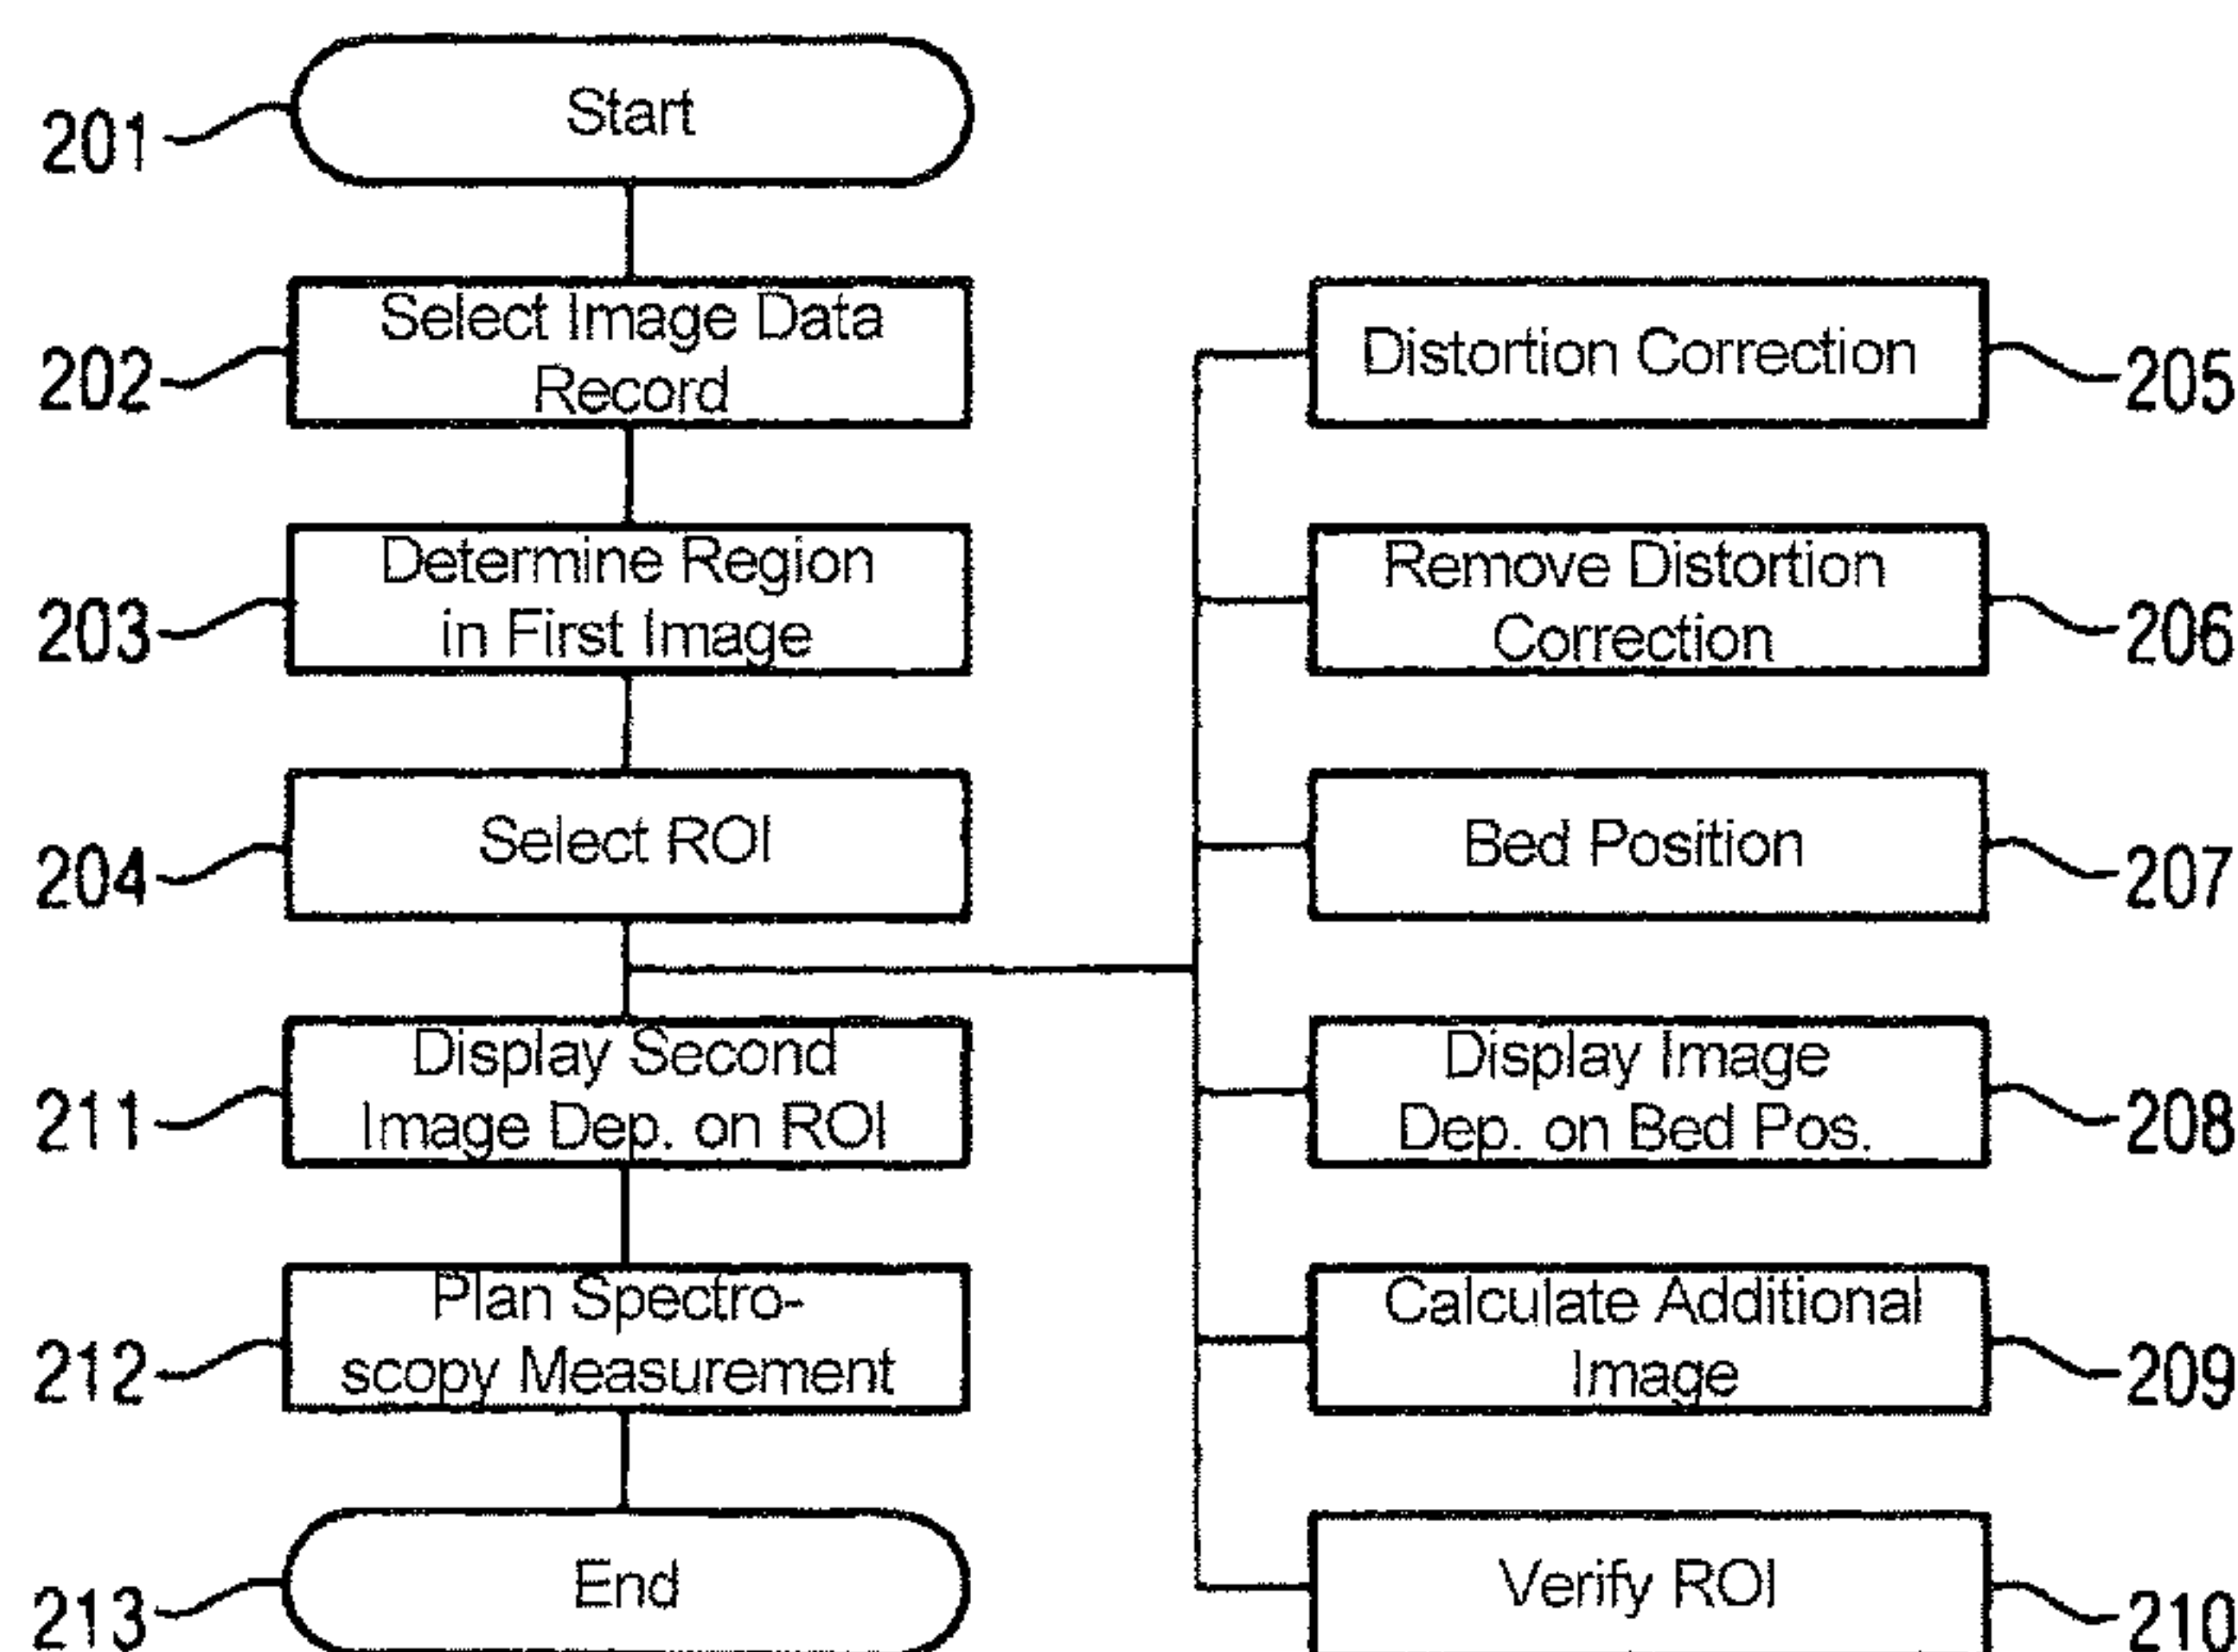 201
Start
202
Select Image Data
Record
203
Determine Region
in First Image
204
Select ROI
211
Display Second
Image Dep. on ROI
212
Plan Spectro-
scopy Measurement
213
End
Distortion Correction
205
Remove Distortion
Correction
206
Bed Position
207
Display Image
Dep. on Bed Pos.
208
Calculate Additional
Image
209
Verify ROI
210